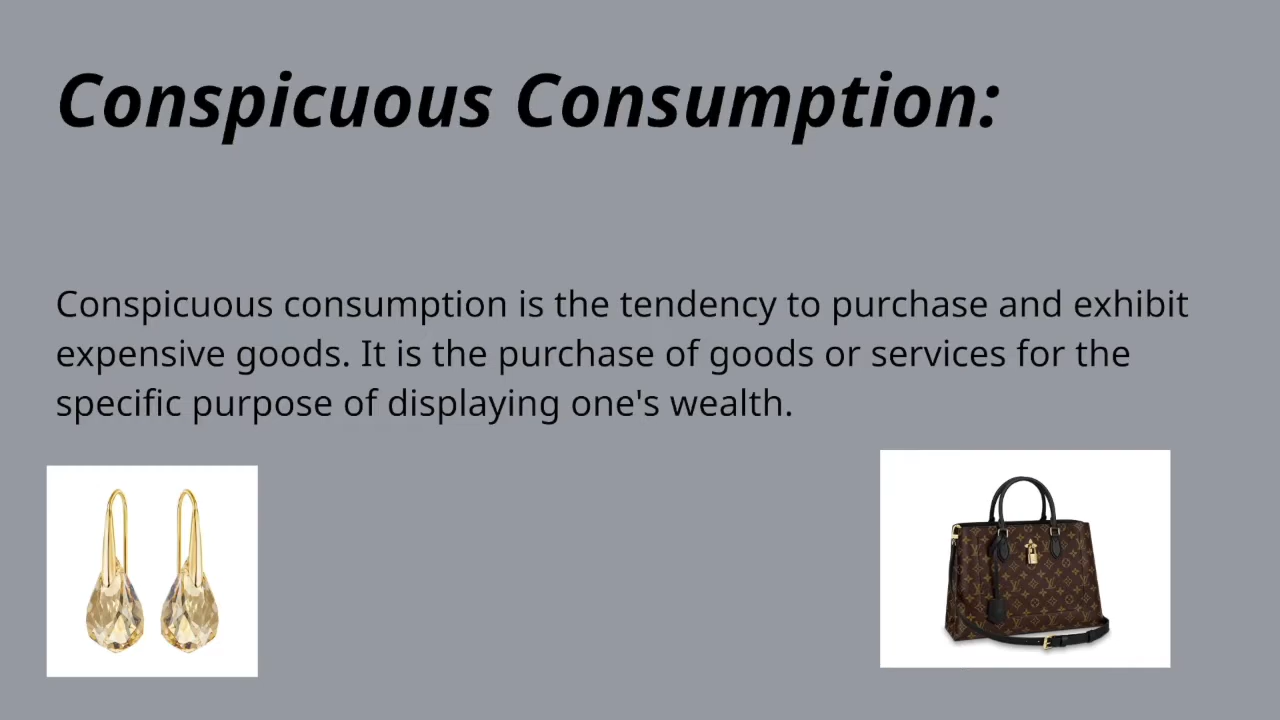 Conspicuous Consumption:
Conspicuous consumption is the tendency to purchase and exhibit
expensive goods. It is the purchase of goods or services for the
specific purpose of displaying one's wealth.